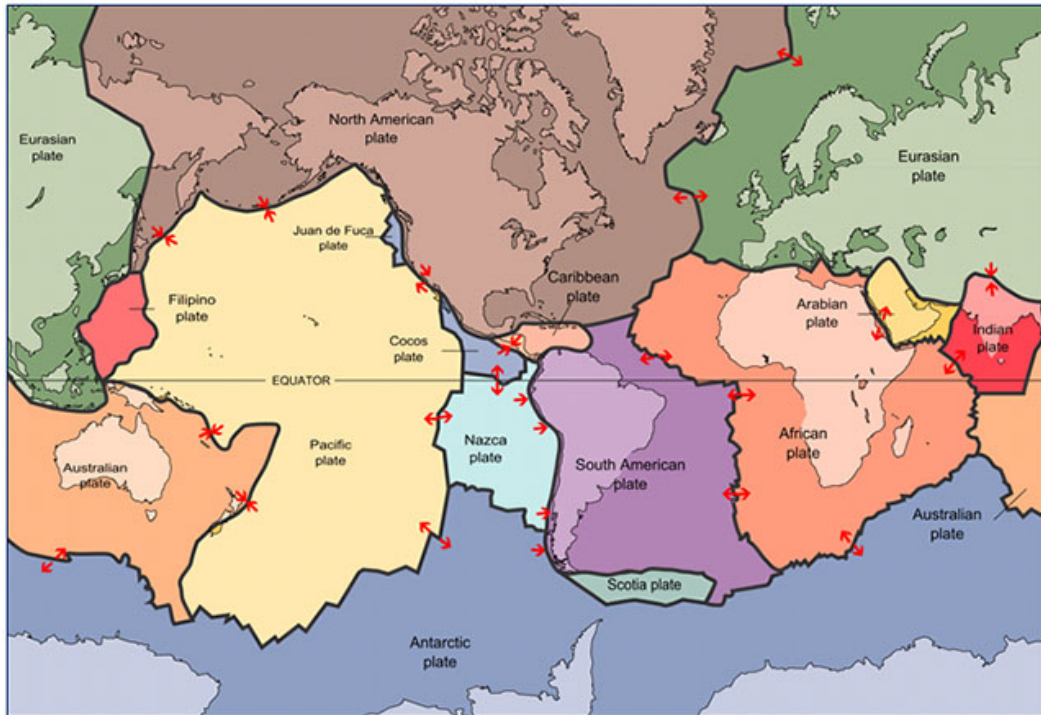 North American
plate
Eurasian
plate
Eurasian
plate
Juan de Fuca
plate
Caribbean
plate
Filipino
plate
Arabian
plate
Indian
plate
Cocos
plate
EQUATOR
Nazca
plate
Pacific
plate
African
plate
South American
plate
Australian
plate
Australian
plate
Scotia plate
Antarctic
plate